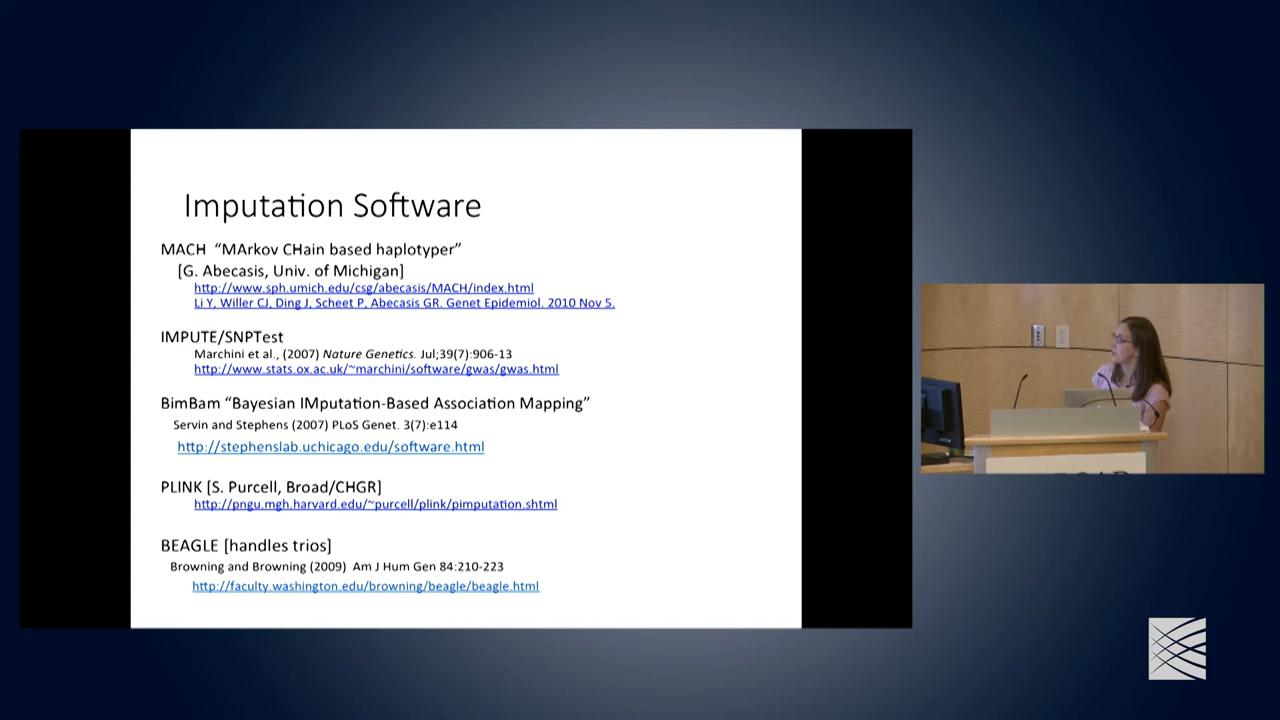 Imputation Software
MACH “MArkov CHain based haplotyper”
[G. Abecasis, Univ. of Michigan]
http://www.sph.umich.edu/csg/abecasis/MACH/index.html
Li Y, Willer CJ, Ding J, Scheet P, Abecasis GR. Genet Epidemiol. 2010 Nov 5.
IMPUTE/SNPTest
Marchini et al., (2007) Nature Genetics. Jul;39(7):906-13
http://www.stats.ox.ac.uk/~marchini/software/gwas/gwas.html
BimBam “Bayesian IMputation-Based Association Mapping”
Servin and Stephens (2007) PLoS Genet. 3(7):e114
http://stephenslab.uchicago.edu/software.html
PLINK [S. Purcell, Broad/CHGR]
http://pngu.mgh.harvard.edu/~purcell/plink/pimputation.shtml
BEAGLE [handles trios]
Browning and Browning (2009) Am J Hum Gen 84:210-223
http://faculty.washington.edu/browning/beagle/beagle.html